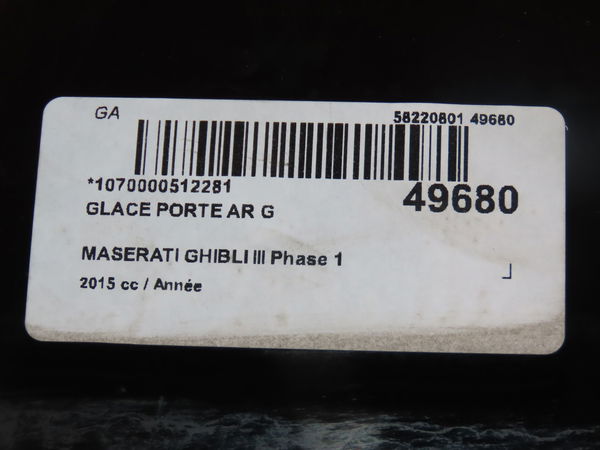 GA 58220801 49680
*1070000512281
49680
GLACE PORTE AR G
MASERATI GHIBLI III Phase 1
2015 cc / Année